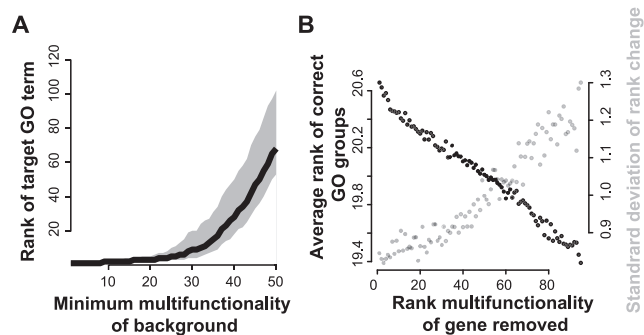 A
Rank of target GO term
120
100
80
60
40
20
10
20
30
40
50
Minimum multifunctionality
of background
B
Average rank of correct
GO groups
20.6
20.2
19.8
19.4
0
20
40
60
80
1.3
1.2
1.1
1.0
0.9
Standrard deviation of rank change
Rank multifunctionality
of gene removed